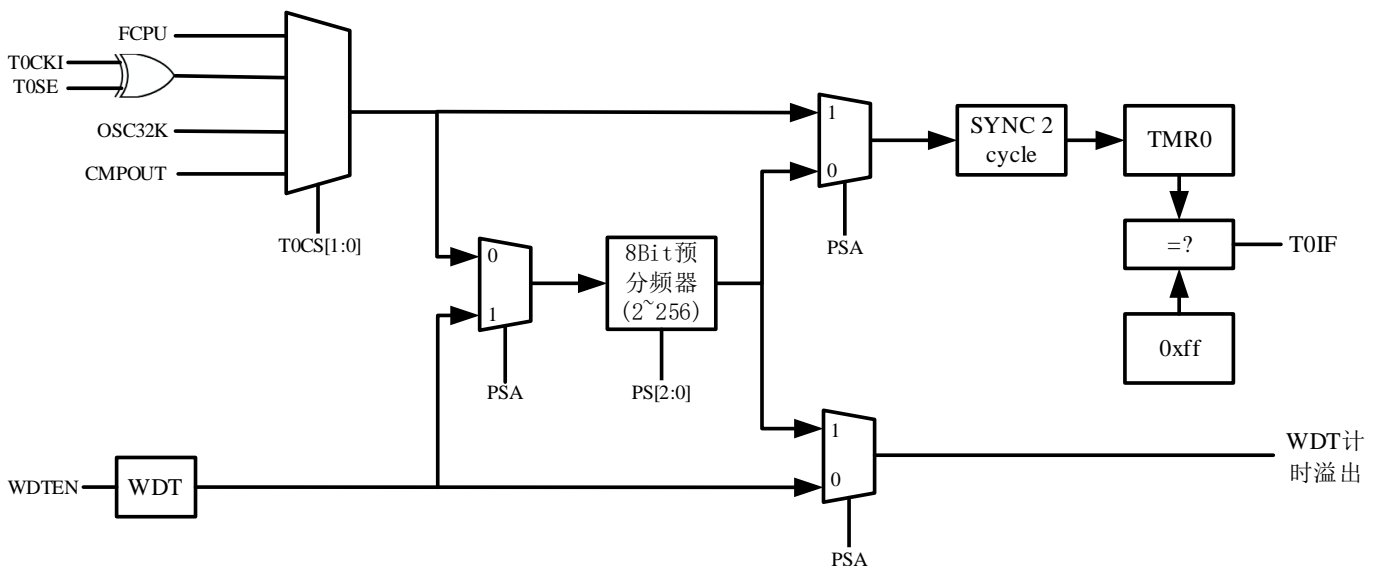 FCPU
T0CKI
T0SE
OSC32K
CMPOUT
T0CS[1:0]
1
0
PSA
SYNC 2
cycle
TMR0
=?
T0IF
0xff
0
1
PSA
8Bit预
分频器
(2~256)
PS[2:0]
WDTEN
WDT
1
0
PSA
WDT计
时溢出